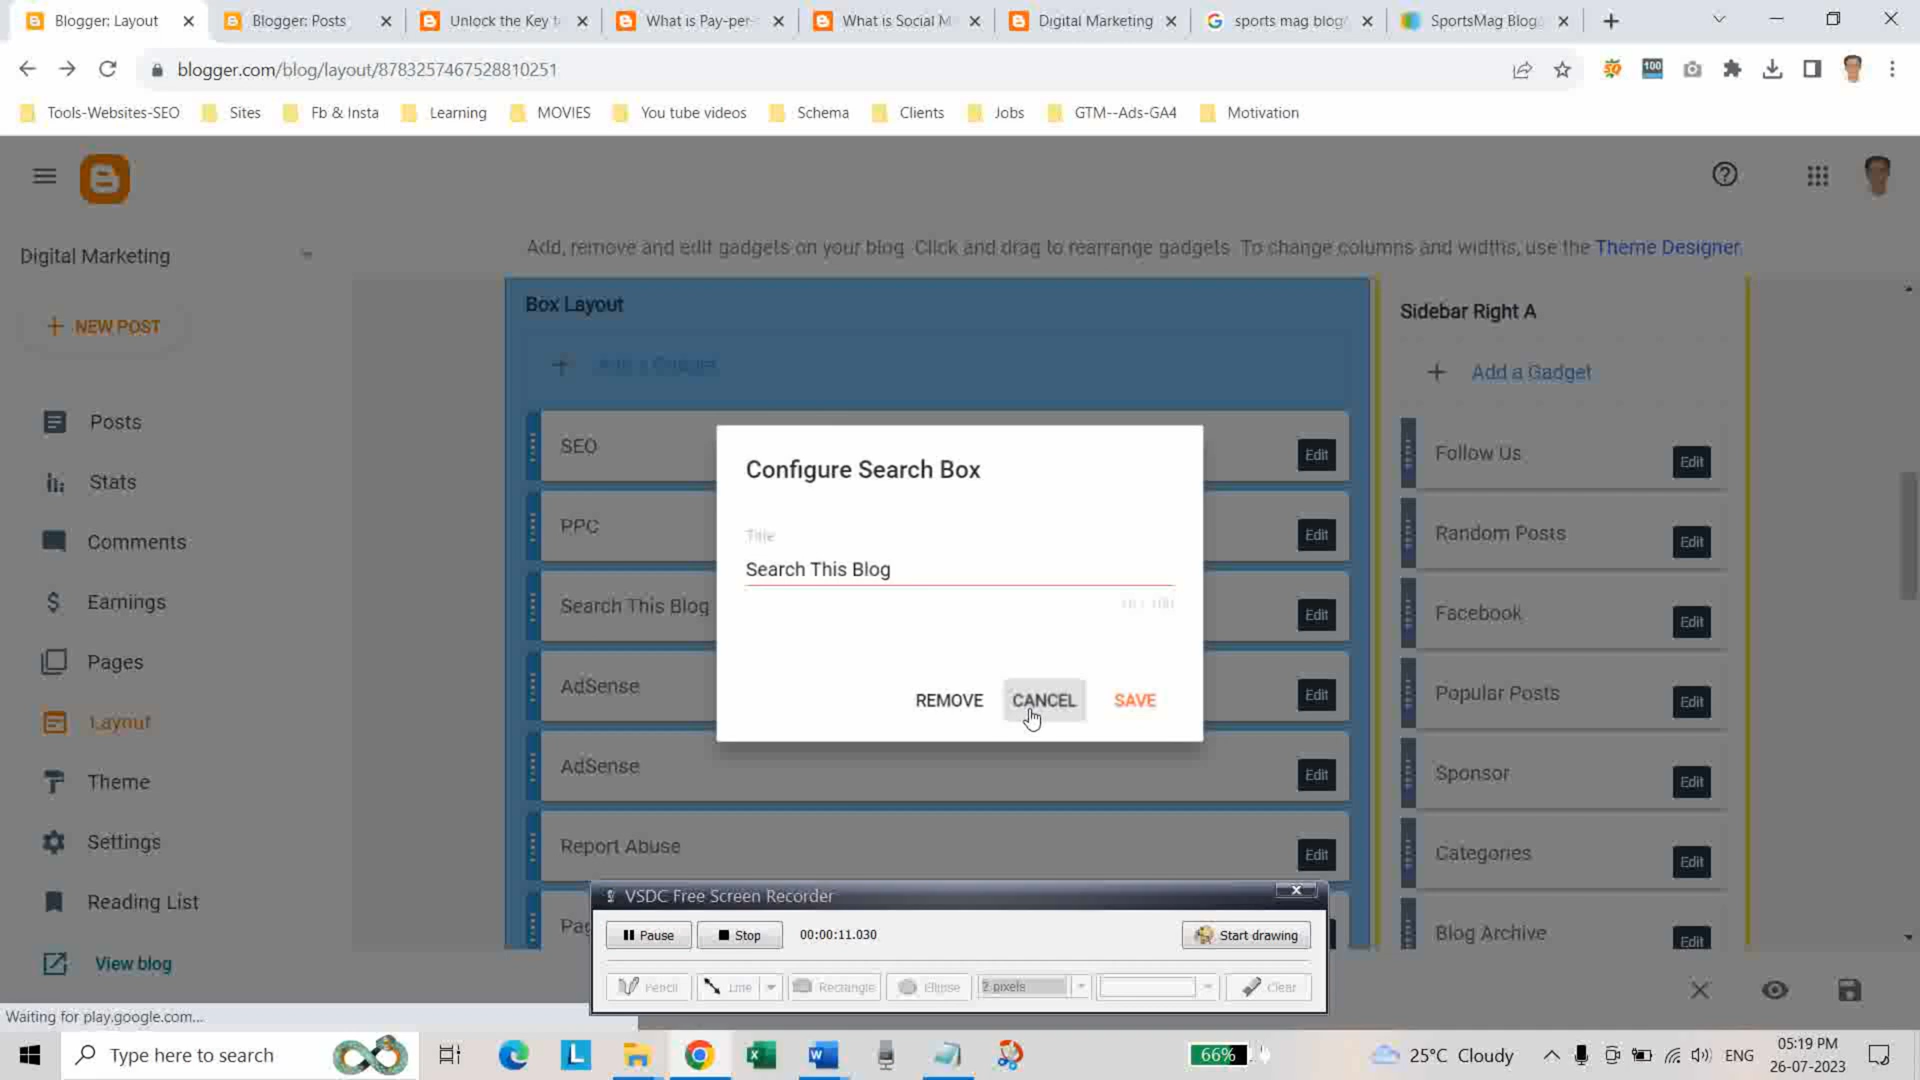 Blogger: Layout
Blogger: Posts
Unlock the Key t
What is Pay-per-
What is Social M
Digital Marketing
sports mag blog
SportsMag Blog
blogger.com/blog/layout/8783257467528810251
100
Tools-Websites-SEO
Sites
Fb & Insta
Learning
MOVIES
You tube videos
Schema
Clients
Jobs
GTM--Ads-GA4
Motivation
Digital Marketing
Add, remove and edit gadgets on your blog. Click and drag to rearrange gadgets. To change columns and widths, use the Theme Designer.
+ NEW POST
Posts
Stats
Comments
Earnings
Pages
Layout
Theme
Settings
Reading List
View blog
Box Layout
+ Add a Gadget
SEO
Edit
PPC
Edit
Search This Blog
Edit
AdSense
Edit
AdSense
Edit
Report Abuse
Edit
Pag
Sidebar Right A
+ Add a Gadget
Follow Us
Edit
Random Posts
Edit
Facebook
Edit
Popular Posts
Edit
Sponsor
Edit
Categories
Edit
Blog Archive
Edit
Configure Search Box
Title
Search This Blog
REMOVE
CANCEL
SAVE
VSDC Free Screen Recorder
Pause
Stop
00:00:11.030
Start drawing
Pencil
Line
Rectangle
Ellipse
2 pixels
Clear
Waiting for play.google.com...
Type here to search
66%
25°C Cloudy
ENG
05:19 PM
26-07-2023